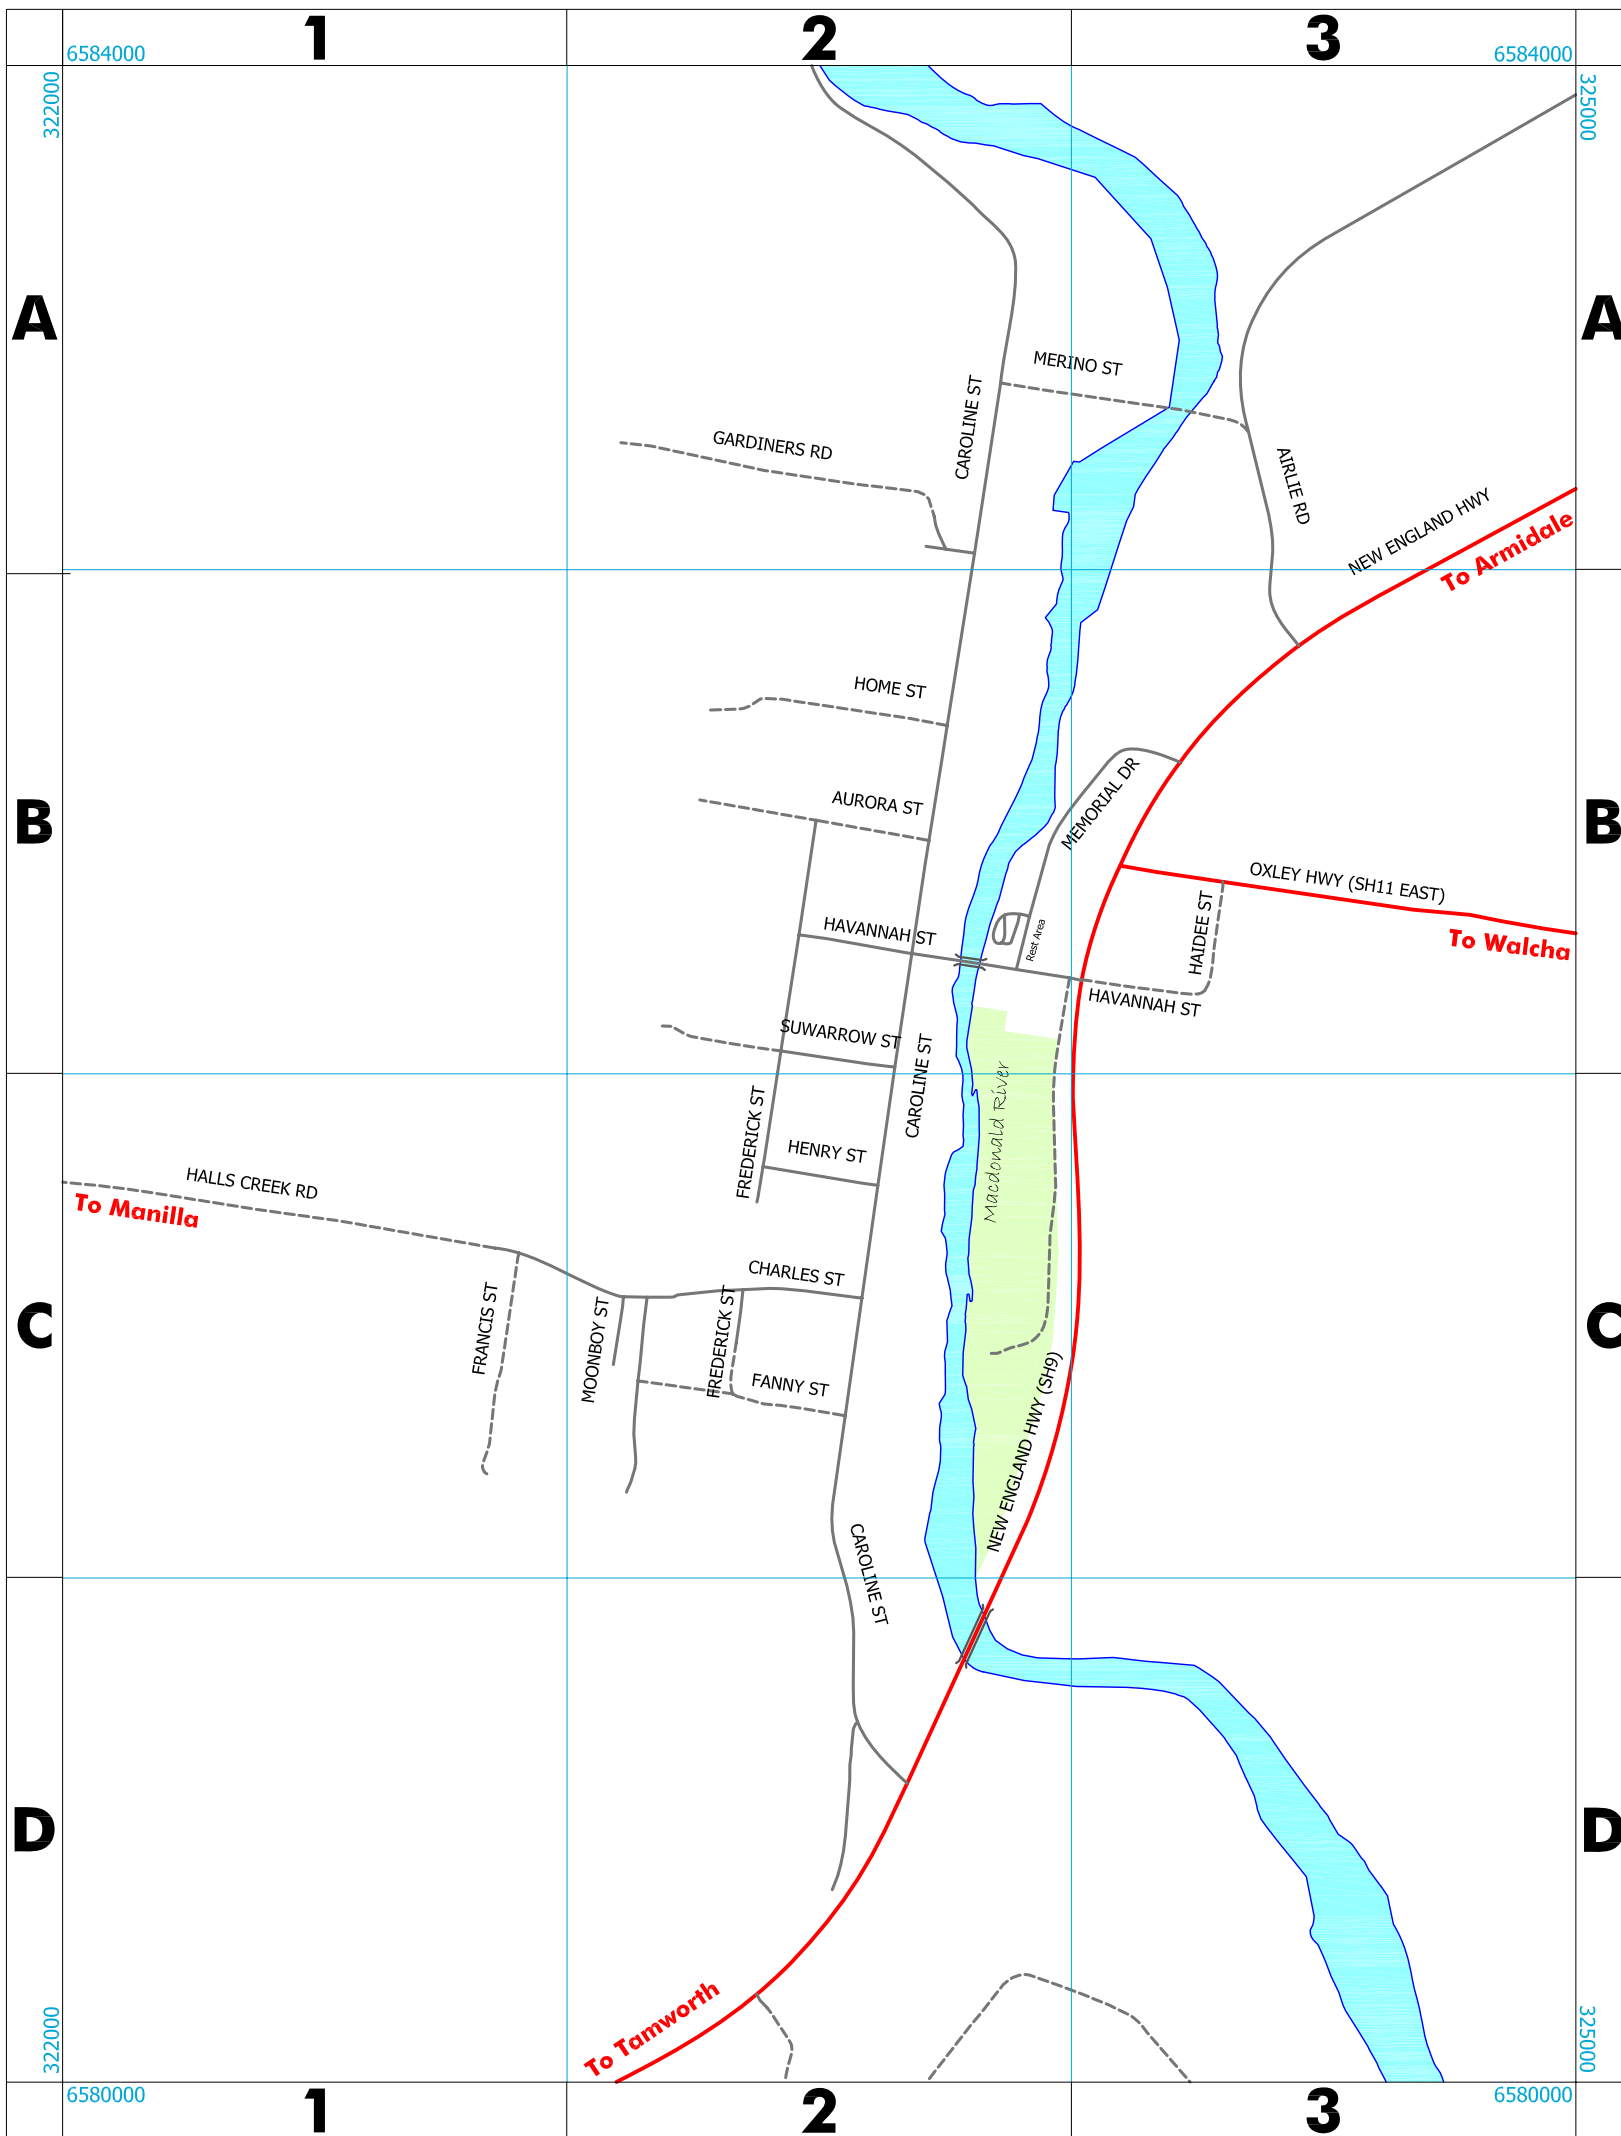 1 2 3
6584000 6584000
322000 325000
A A
MERINO ST
CAROLINE ST
GARDINERS RD
AIRLIE RD
NEW ENGLAND HWY
To Armidale
HOME ST
MEMORIAL DR
AURORA ST
B B
OXLEY HWY (SH11 EAST)
HAIDEE ST
HAVANNAH ST
Rest Area
To Walcha
HAVANNAH ST
SUWARROW ST
CAROLINE ST
Macdonald River
FREDERICK ST
HENRY ST
HALLS CREEK RD
To Manilla
CHARLES ST
FRANCIS ST
MOONBOY ST
FREDERICK ST
C C
FANNY ST
NEW ENGLAND HWY (SH9)
CAROLINE ST
D D
To Tamworth
322000 325000
6580000 6580000
1 2 3